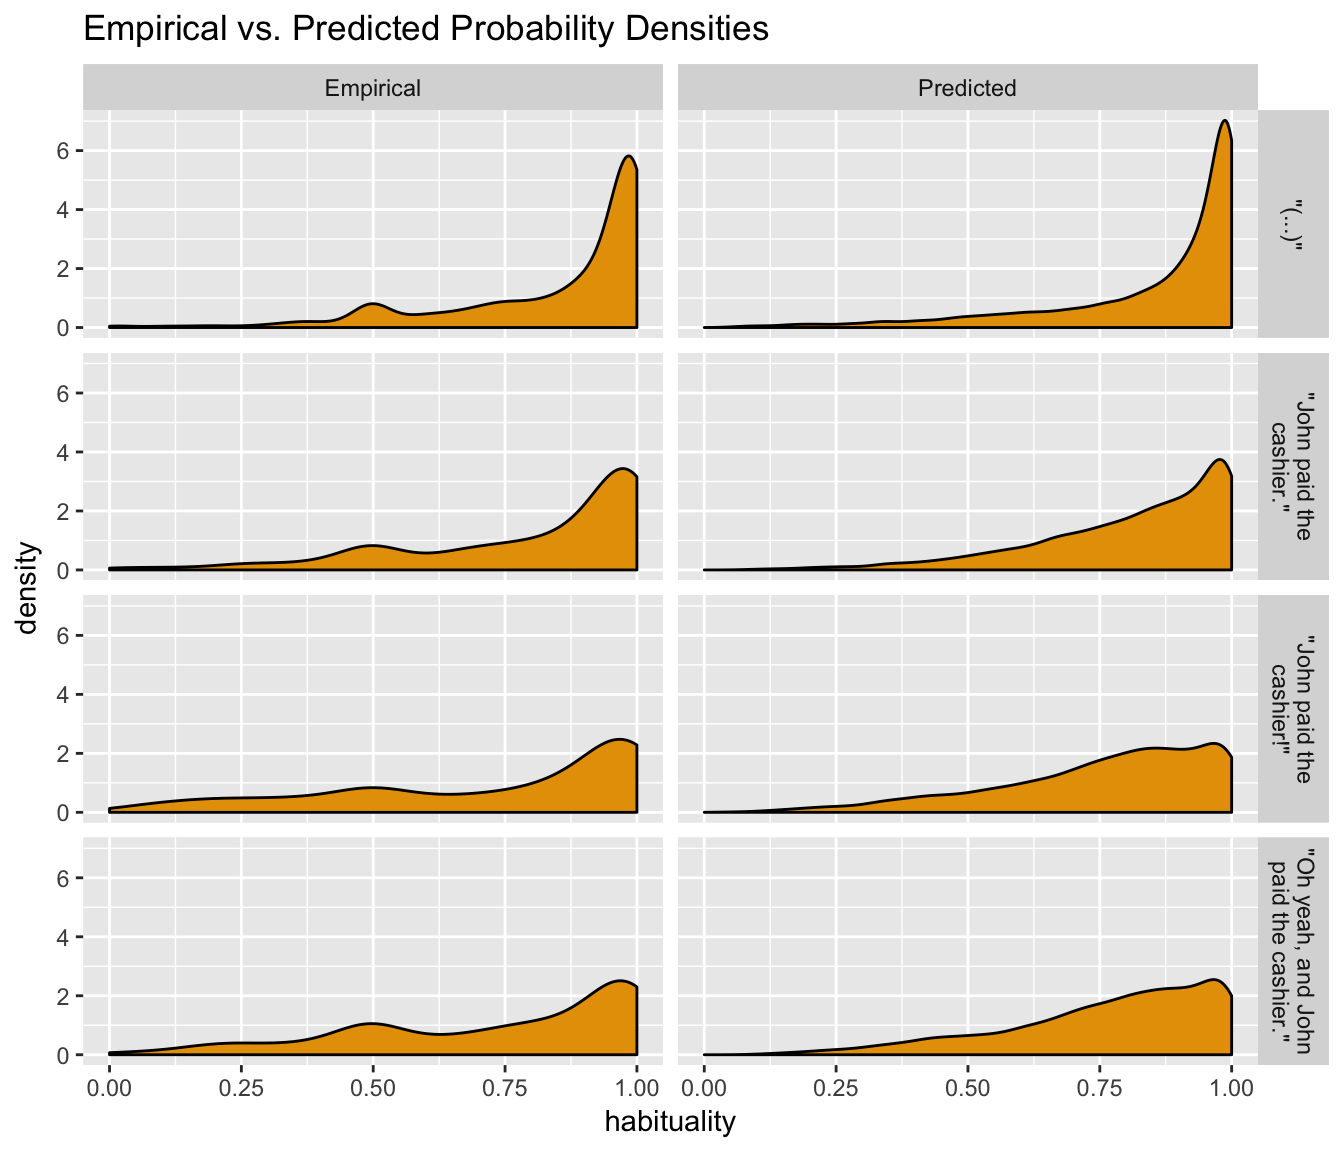 Empirical vs. Predicted Probability Densities
Empirical
Predicted
6
4
2
0
"(...)"
6
4
2
0
"John paid the
cashier."
6
4
2
0
"John paid the
cashier!"
6
4
2
0
"Oh yeah, and John
paid the cashier."
density
0.00 0.25 0.50 0.75 1.00
0.00 0.25 0.50 0.75 1.00
habituality